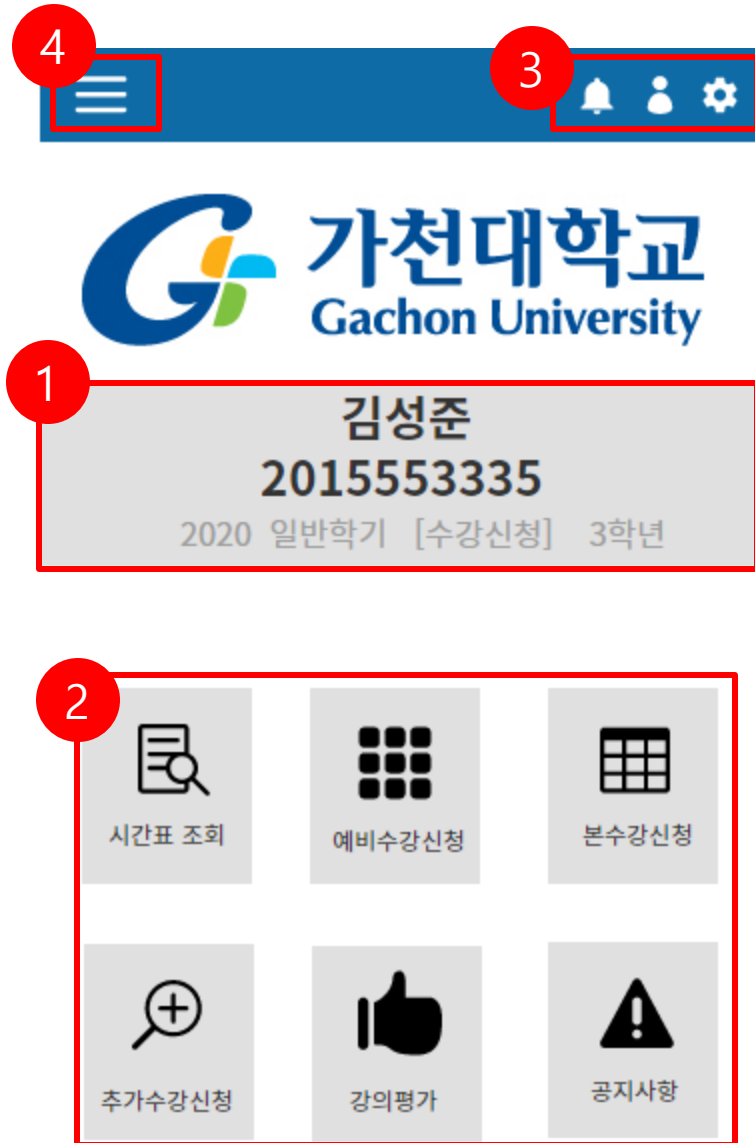 4
3
가천대학교
Gachon University
1
김성준
2015553335
2020 일반학기 [수강신청] 3학년
2
시간표 조회
예비수강신청
본수강신청
추가수강신청
강의평가
공지사항